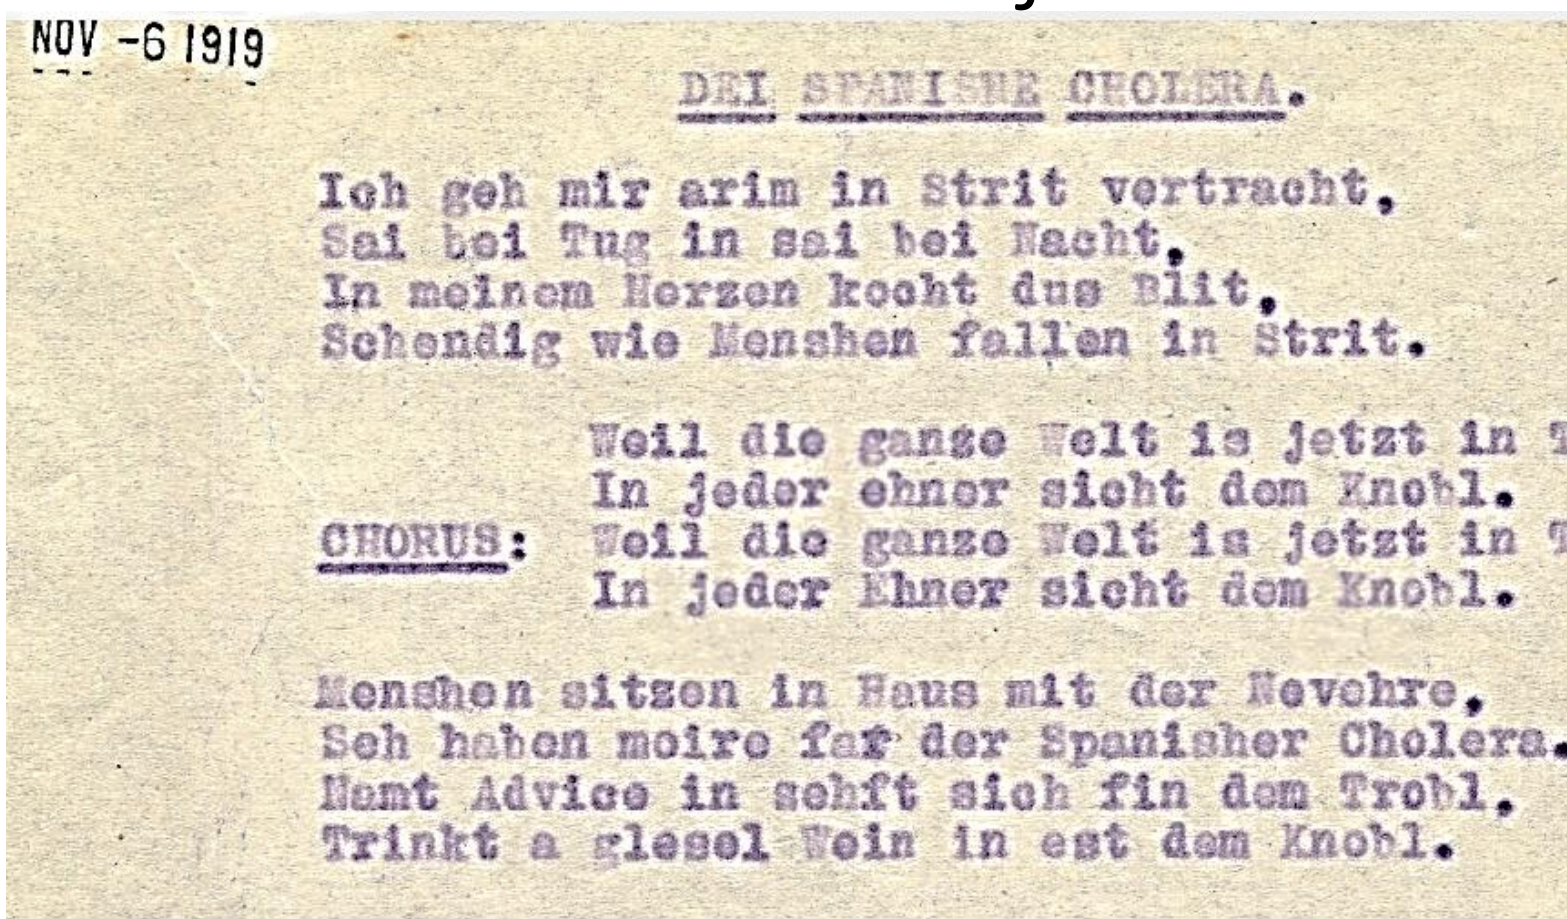 NOV -6 1919
DEI SPANISHE CHOLERA.
Ich geh mir arim in Strit vertracht,
Sai bei Tug in sai bei Nacht,
In meinem Herzen kocht dus Blit,
Schendig wie Menshen fallen in Strit.
Weil die ganze Welt is jetzt in
In jeder ehner sicht dem Knobl.
CHORUS: Weil die ganze Welt is jetzt in
In jeder Ehner sicht dem Knobl.
Menshen sitzen in Haus mit der Nevehre,
Seh haben moire far der Spanisher Cholera.
Nemt Advice in sehft sich fin dem Trobl,
Trinkt a glesel Wein in est dem Knobl.